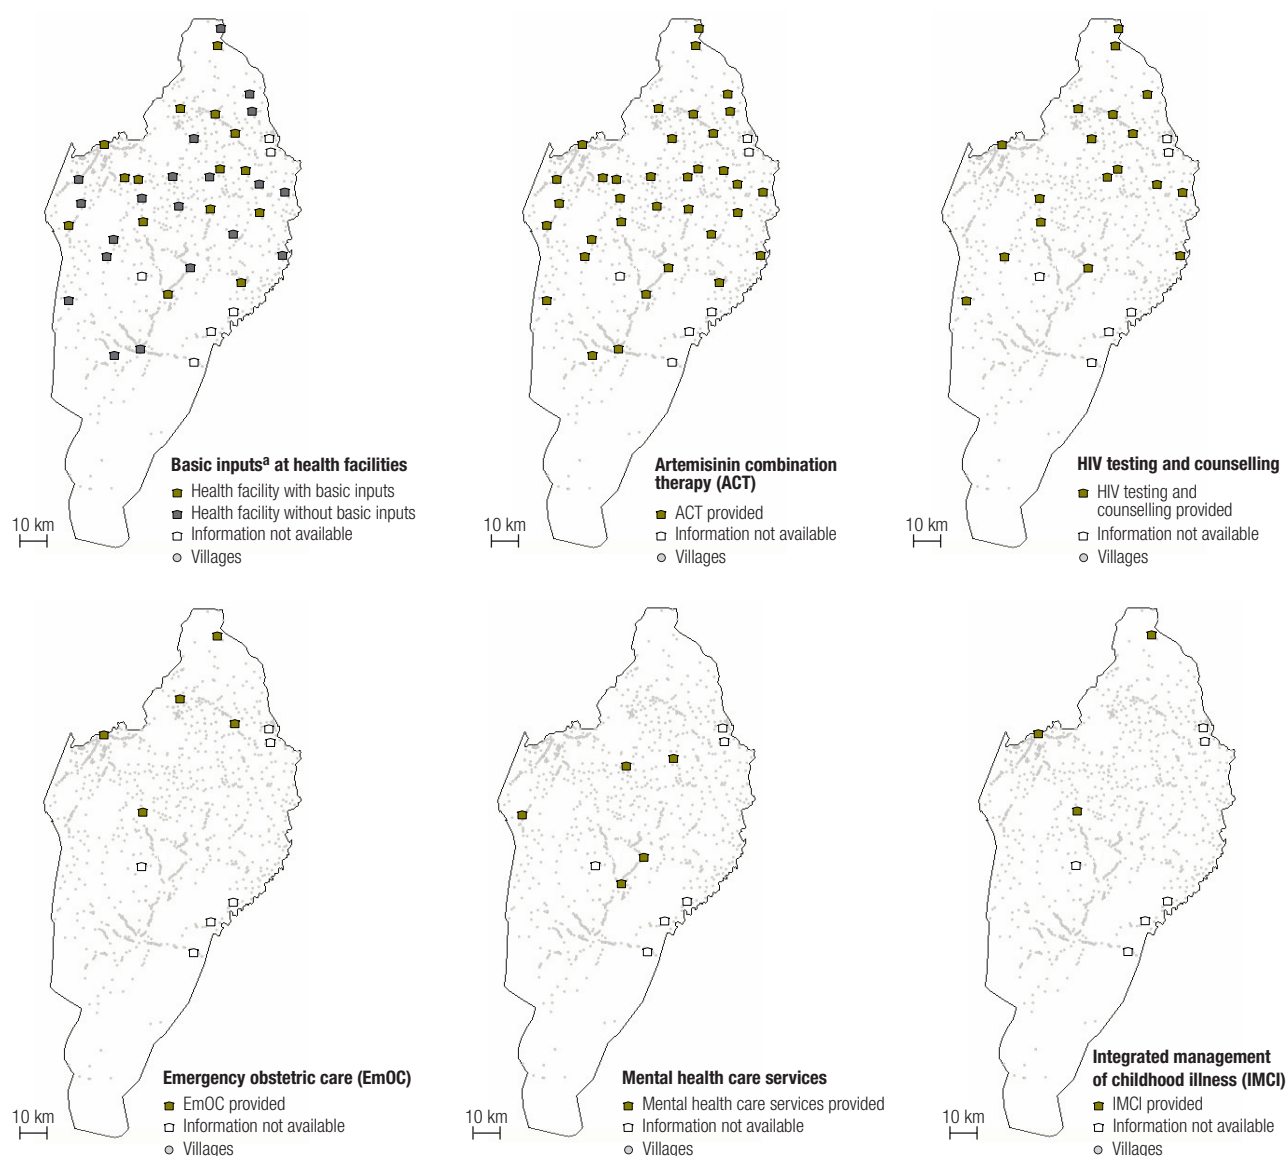 Basic inputsa at health facilities
Health facility with basic inputs
Health facility without basic inputs
Information not available
Villages
10 km
Artemisinin combination
therapy (ACT)
ACT provided
Information not available
Villages
10 km
HIV testing and counselling
HIV testing and
counselling provided
Information not available
Villages
10 km
Emergency obstetric care (EmOC)
EmOC provided
Information not available
Villages
10 km
Mental health care services
Mental health care services provided
Information not available
Villages
10 km
Integrated management
of childhood illness (IMCI)
IMCI provided
Information not available
Villages
10 km